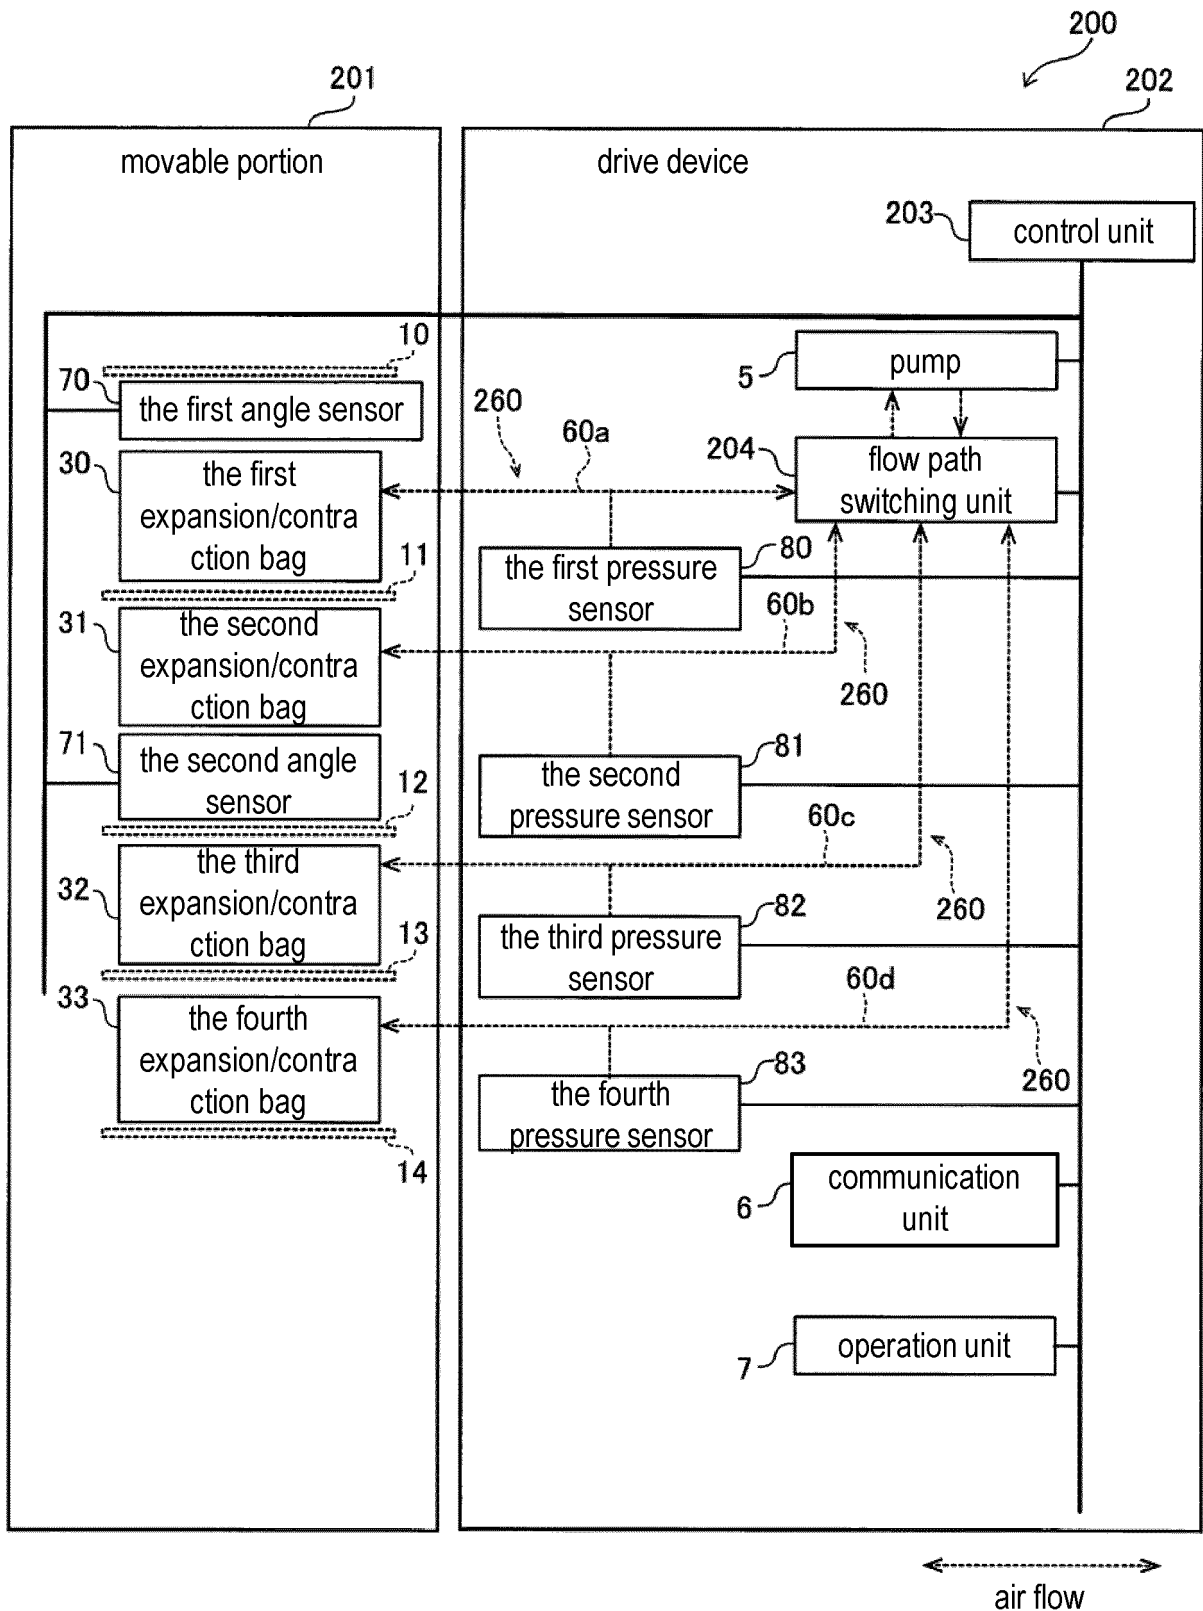 200
201
202
movable portion
drive device
203
control unit
10
5
pump
70
the first angle sensor
260
60a
204
flow path
switching unit
30
the first
expansion/contra
ction bag
11
80
the first pressure
sensor
60b
31
the second
expansion/contra
ction bag
260
71
the second angle
sensor
12
81
the second
pressure sensor
60c
32
the third
expansion/contra
ction bag
260
13
82
the third pressure
sensor
60d
33
the fourth
expansion/contra
ction bag
260
83
the fourth
pressure sensor
14
6
communication
unit
7
operation unit
air flow